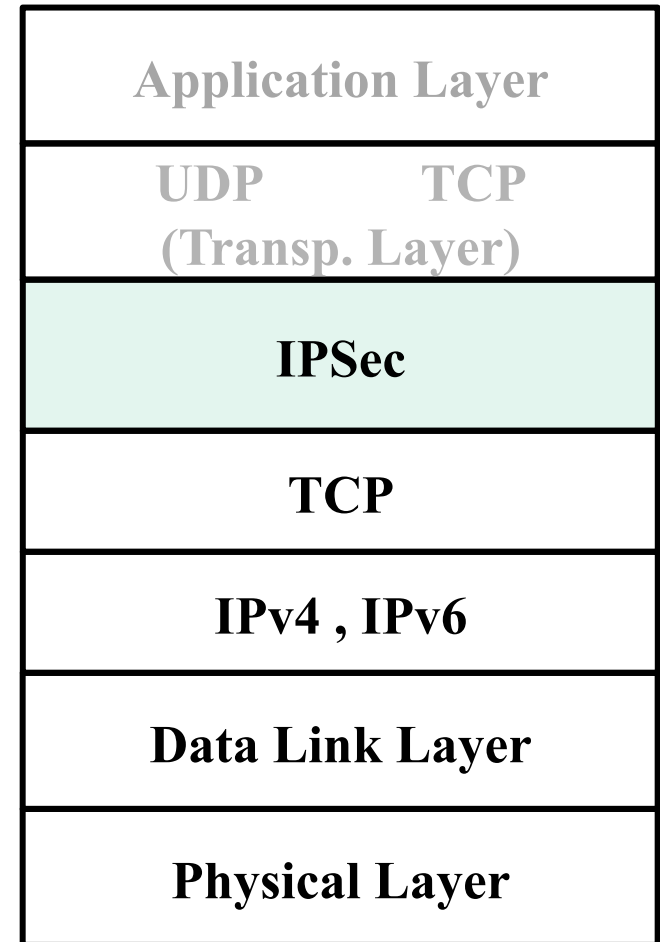 Application Layer
UDP TCP
(Transp. Layer)
IPSec
TCP
IPv4 , IPv6
Data Link Layer
Physical Layer